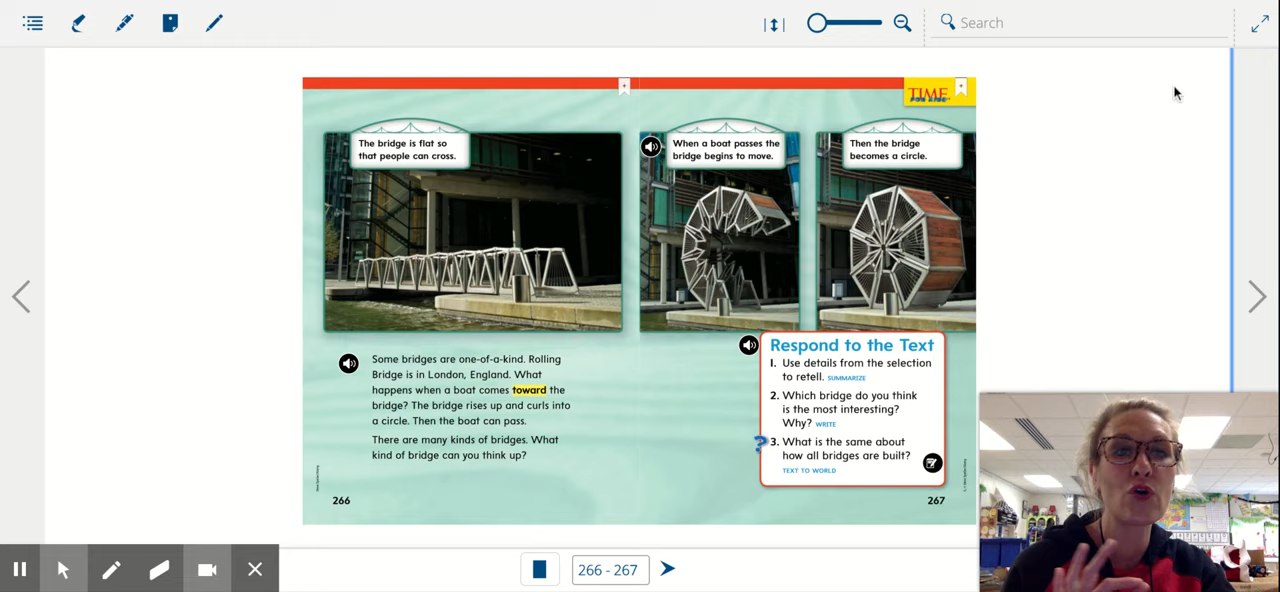 Search
TIME
FOR KIDS
The bridge is flat so
that people can cross.
When a boat passes the
bridge begins to move.
Then the bridge
becomes a circle.
Some bridges are one-of-a-kind. Rolling
Bridge is in London, England. What
happens when a boat comes toward the
bridge? The bridge rises up and curls into
a circle. Then the boat can pass.
There are many kinds of bridges. What
kind of bridge can you think up?
Respond to the Text
1. Use details from the selection
to retell. SUMMARIZE
2. Which bridge do you think
is the most interesting?
Why? WRITE
? 3. What is the same about
how all bridges are built?
TEXT TO WORLD
266
267
266 - 267